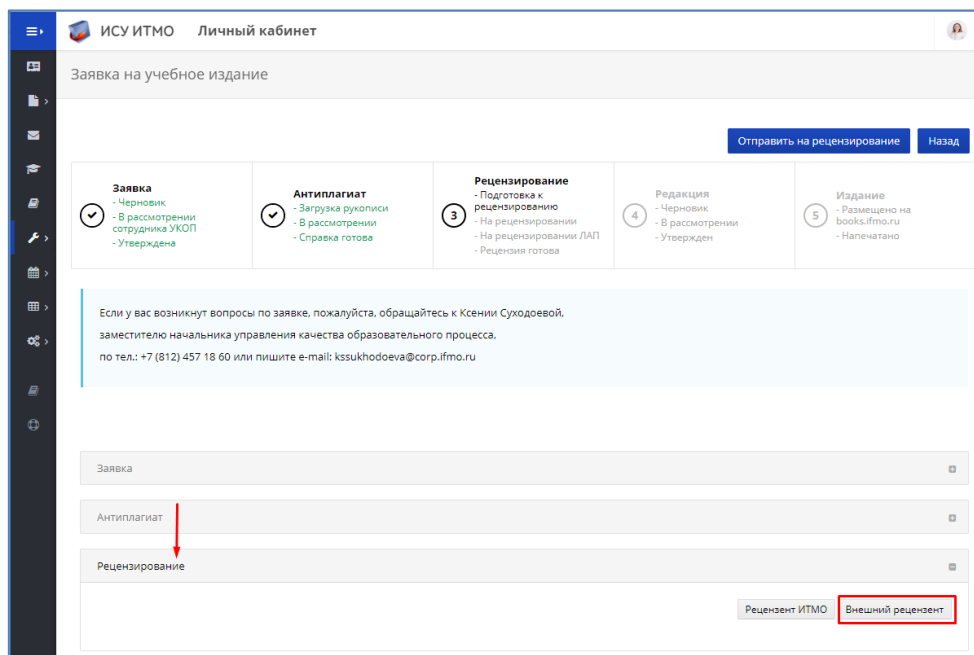 ИСУ ИТМО Личный кабинет
Заявка на учебное издание
Отправить на рецензирование Назад
Заявка
- Черновик
- В рассмотрении
сотрудника УКОП
- Утверждена
Антиплагиат
- Загрузка рукописи
- В рассмотрении
- Справка готова
3
Рецензирование
- Подготовка к
рецензированию
- На рецензировании
- На рецензировании ЛАП
- Рецензия готова
4
Редакция
- Черновик
- В рассмотрении
- Утвержден
5
Издание
- Размещено на
books.ifmo.ru
- Напечатано
Если у вас возникнут вопросы по заявке, пожалуйста, обращайтесь к Ксении Суходоевой,
заместителю начальника управления качества образовательного процесса,
по тел.: +7 (812) 457 18 60 или пишите e-mail: kssukhodoeva@corp.ifmo.ru
Заявка
Антиплагиат
Рецензирование
Рецензент ИТМО Внешний рецензент